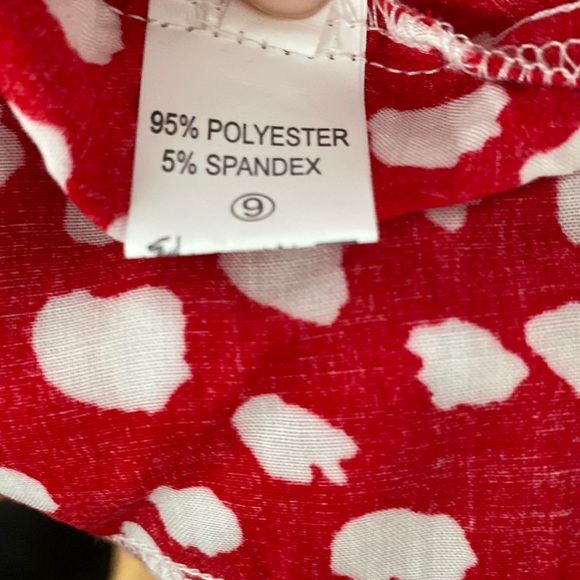 95% POLYESTER
5% SPANDEX
⑨